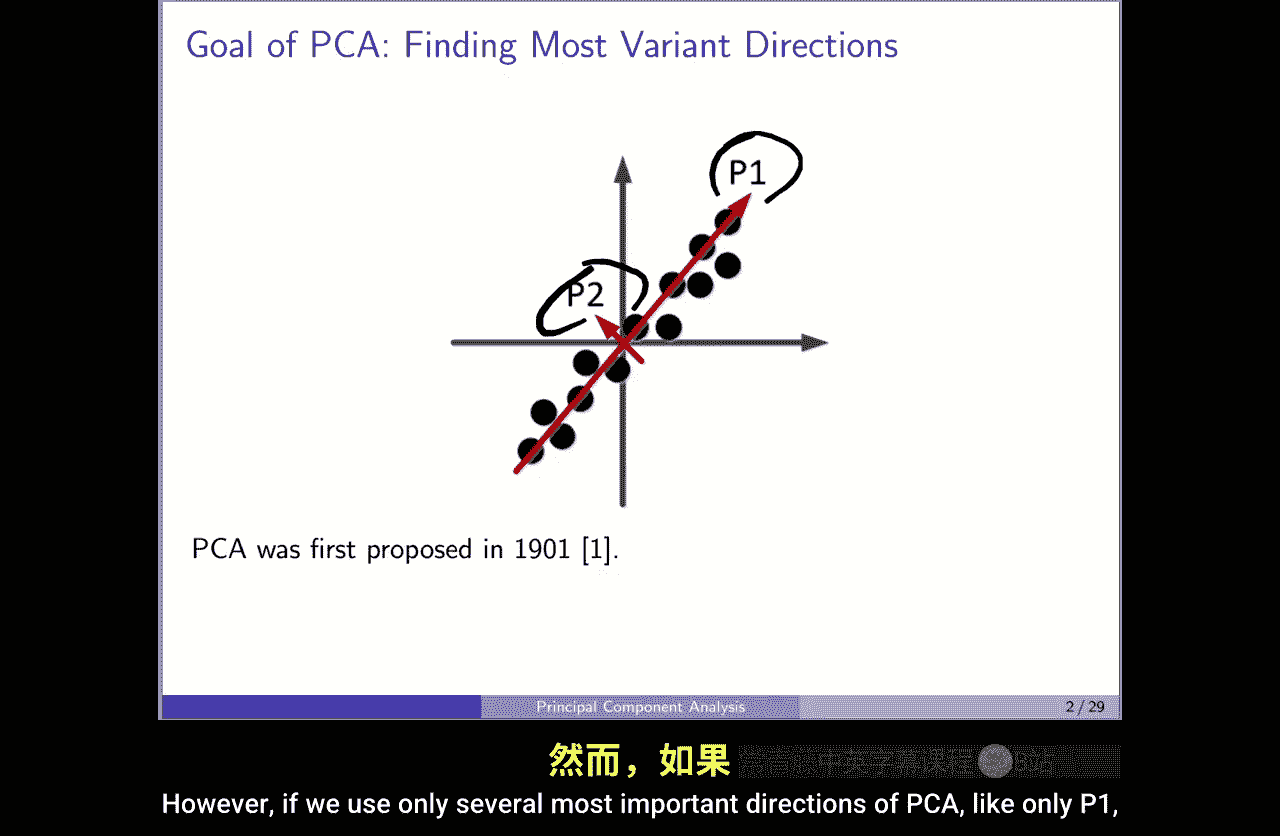 Goal of PCA: Finding Most Variant Directions
P1
P2
PCA was first proposed in 1901 [1].
Principal Component Analysis
2 / 29
然而，如果
However, if we use only several most important directions of PCA, like only P1,